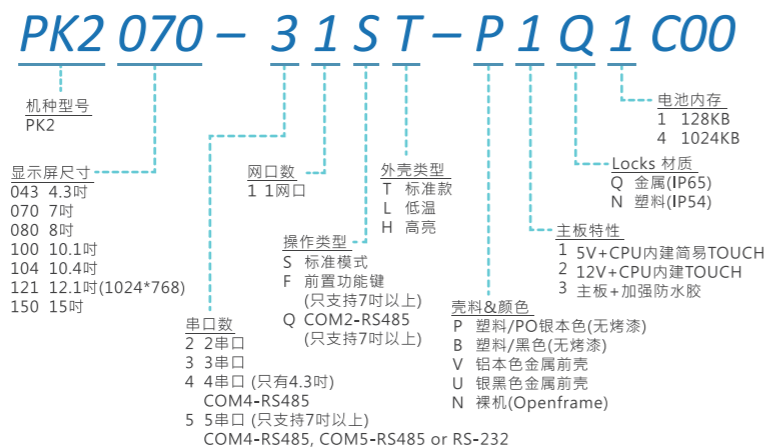 PK2 070 - 3 1 S T - P 1 Q 1 C00
机种型号
PK2
显示屏尺寸
043 4.3吋
070 7吋
080 8吋
100 10.1吋
104 10.4吋
121 12.1吋(1024*768)
150 15吋
串口数
2 2串口
3 3串口
4 4串口 (只有4.3吋)
COM4-RS485
5 5串口 (只支持7吋以上)
COM4-RS485, COM5-RS485 or RS-232
网口数
1 1网口
操作类型
S 标准模式
F 前置功能键
(只支持7吋以上)
Q COM2-RS485
(只支持7吋以上)
外壳类型
T 标准款
L 低温
H 高亮
壳料&颜色
P 塑料/PO银本色(无烤漆)
B 塑料/黑色(无烤漆)
V 铝本色金属前壳
U 银黑色金属前壳
N 裸机(Openframe)
主板特性
1 5V+CPU内建简易TOUCH
2 12V+CPU内建TOUCH
3 主板+加强防水胶
Locks 材质
Q 金属(IP65)
N 塑料(IP54)
电池内存
1 128KB
4 1024KB